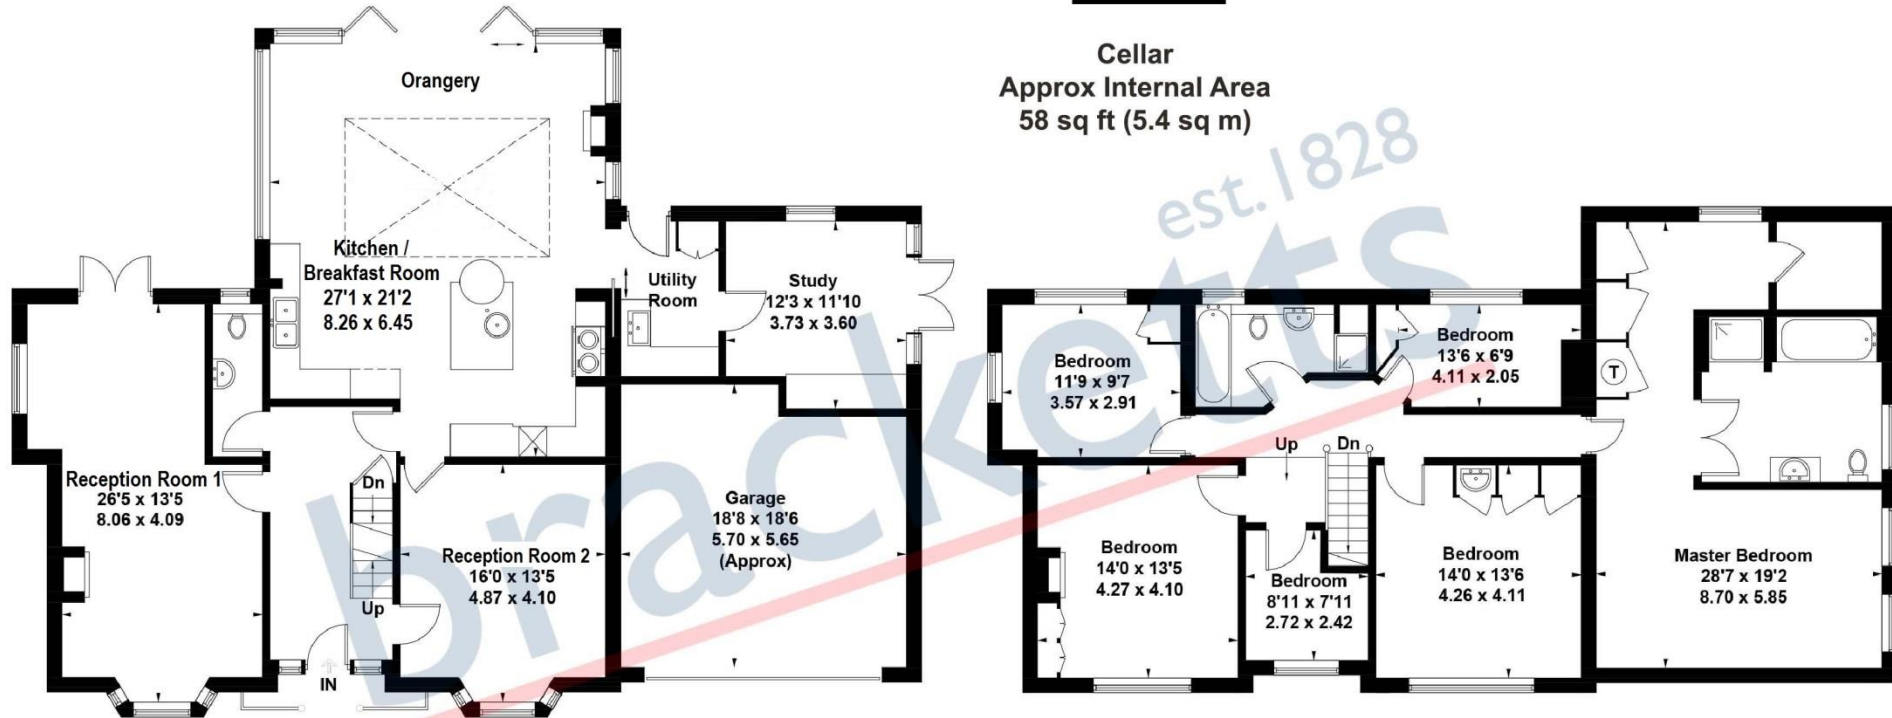 Cellar
Approx Internal Area
58 sq ft (5.4 sq m)
est. 1828
bracketts
Orangery
Kitchen /
Breakfast Room
27'1 x 21'2
8.26 x 6.45
Utility
Room
Study
12'3 x 11'10
3.73 x 3.60
Reception Room 1
26'5 x 13'5
8.06 x 4.09
Dn
Up
IN
Reception Room 2
16'0 x 13'5
4.87 x 4.10
Garage
18'8 x 18'6
5.70 x 5.65
(Approx)
Bedroom
11'9 x 9'7
3.57 x 2.91
Bedroom
13'6 x 6'9
4.11 x 2.05
T
Up
Dn
Bedroom
14'0 x 13'5
4.27 x 4.10
Bedroom
8'11 x 7'11
2.72 x 2.42
Bedroom
14'0 x 13'6
4.26 x 4.11
Master Bedroom
28'7 x 19'2
8.70 x 5.85